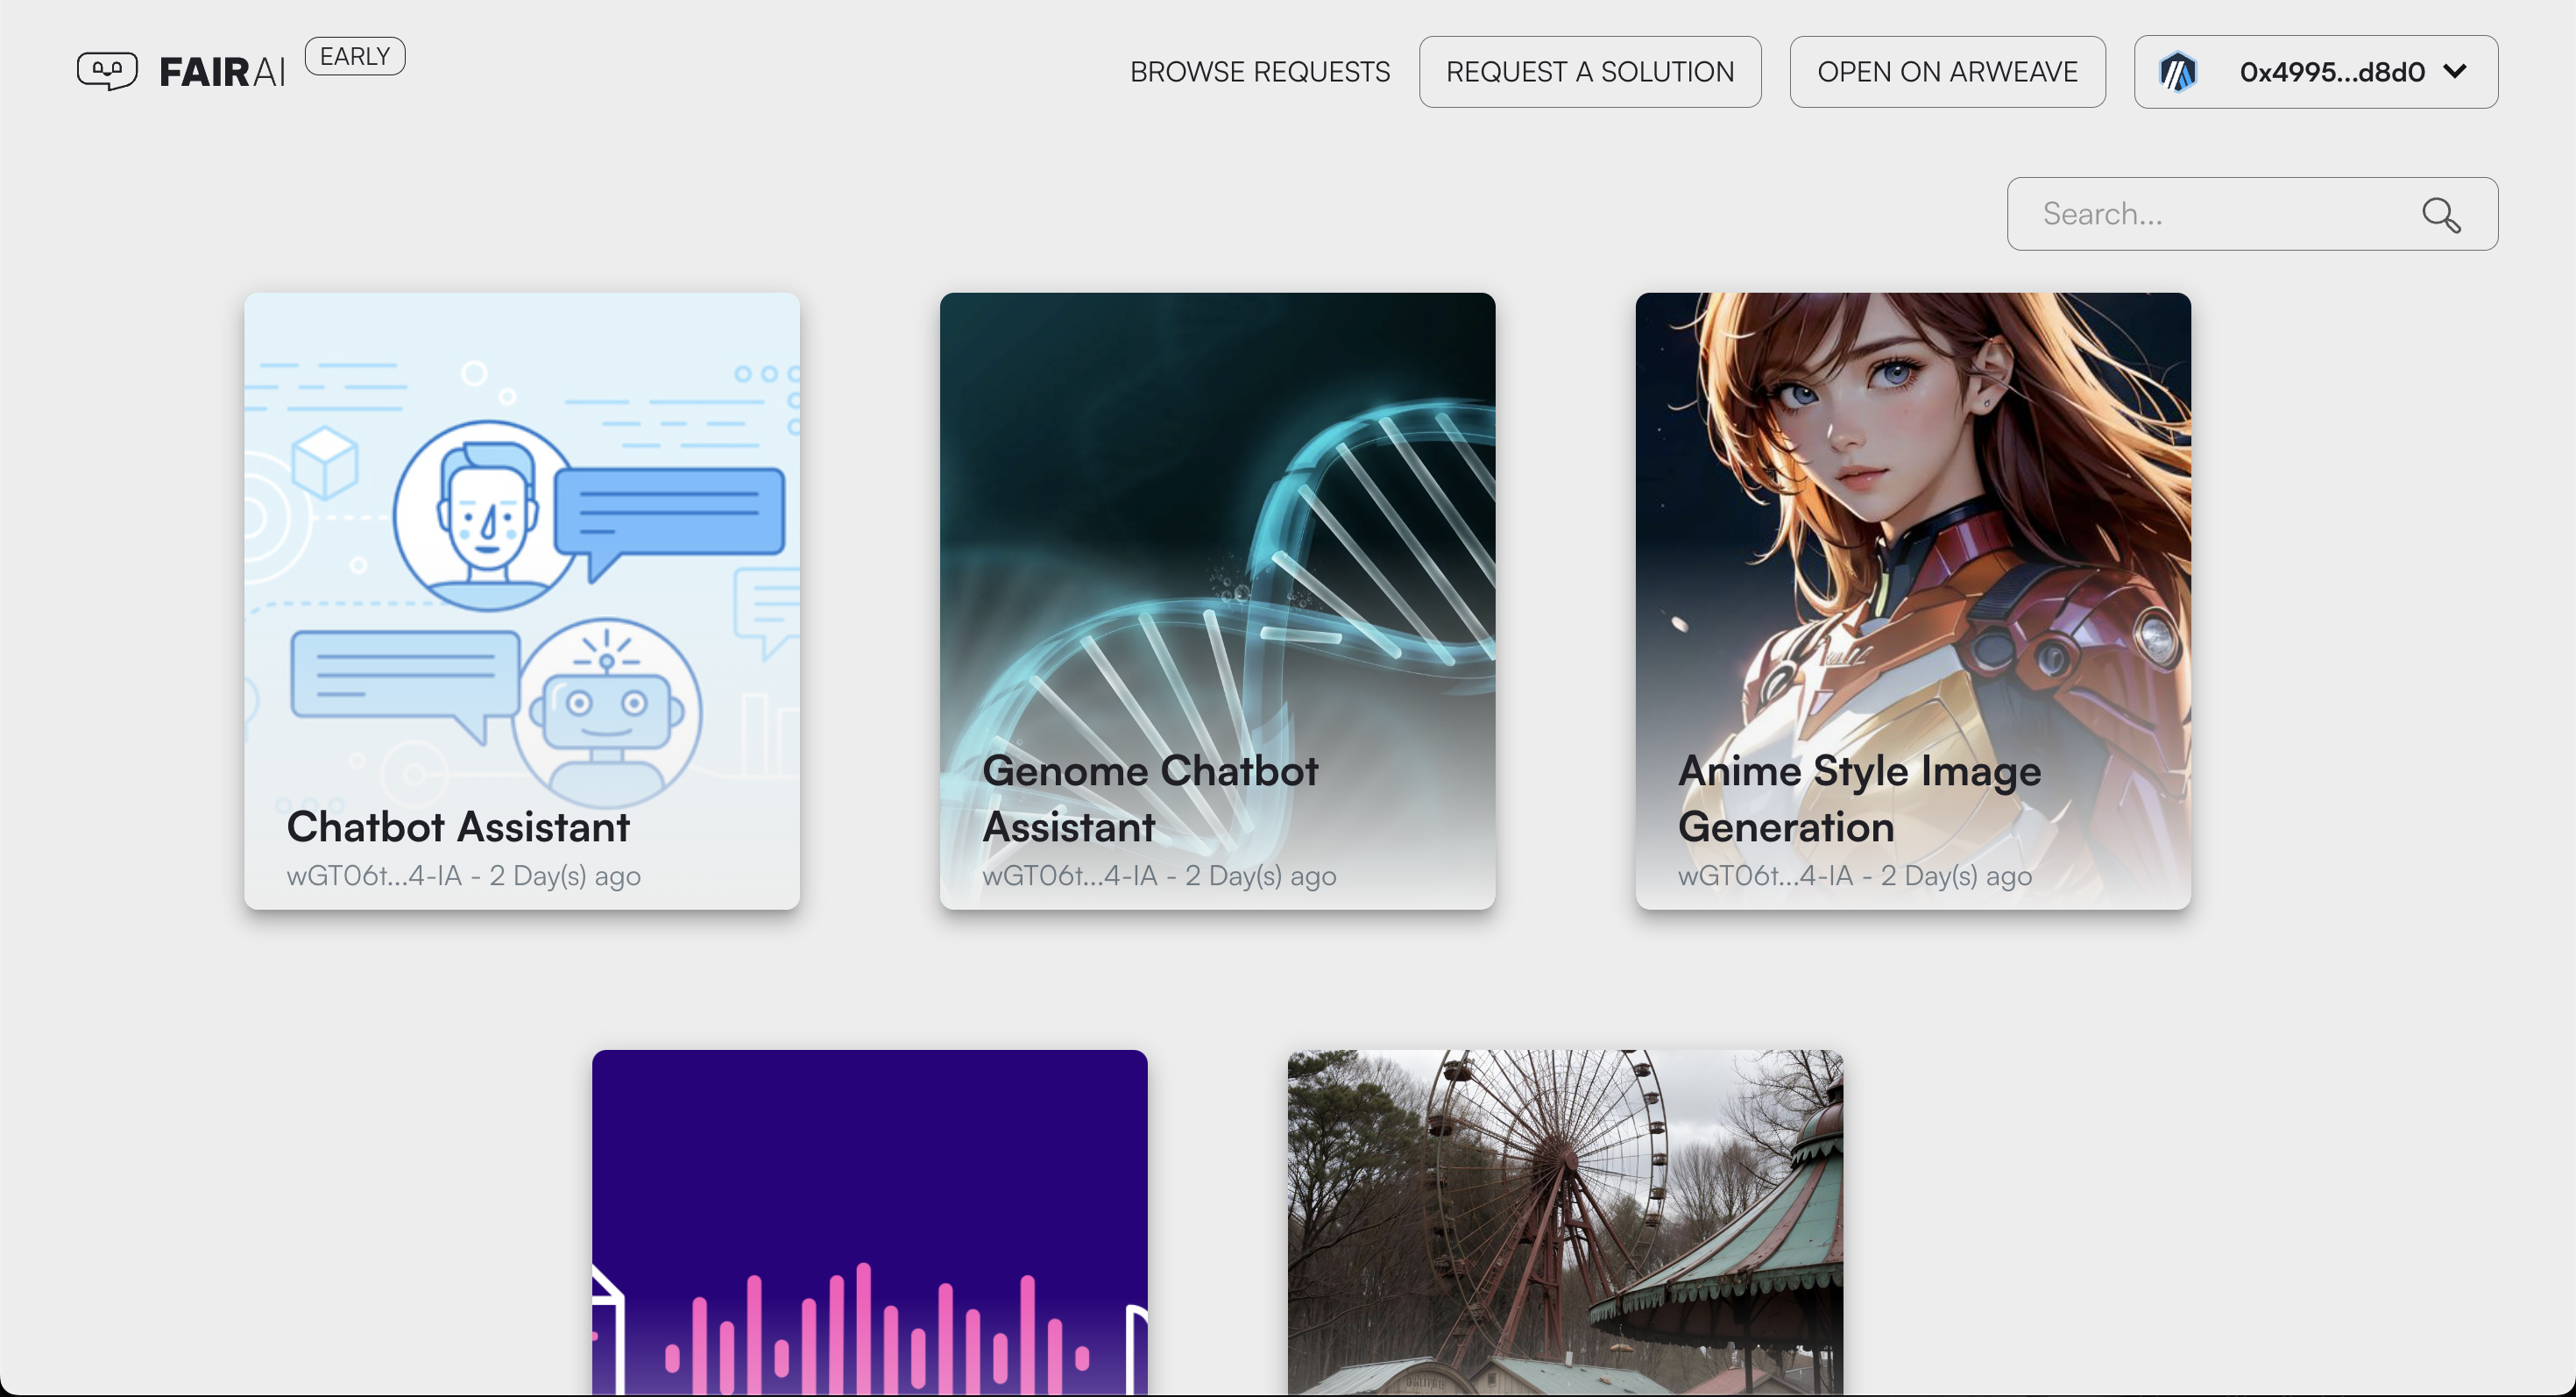 FAIRAI EARLY
BROWSE REQUESTS REQUEST A SOLUTION OPEN ON ARWEAVE 0x4995...d8d0
Search...
Chatbot Assistant
wGT06t...4-IA - 2 Day(s) ago
Genome Chatbot
Assistant
wGT06t...4-IA - 2 Day(s) ago
Anime Style Image
Generation
wGT06t...4-IA - 2 Day(s) ago